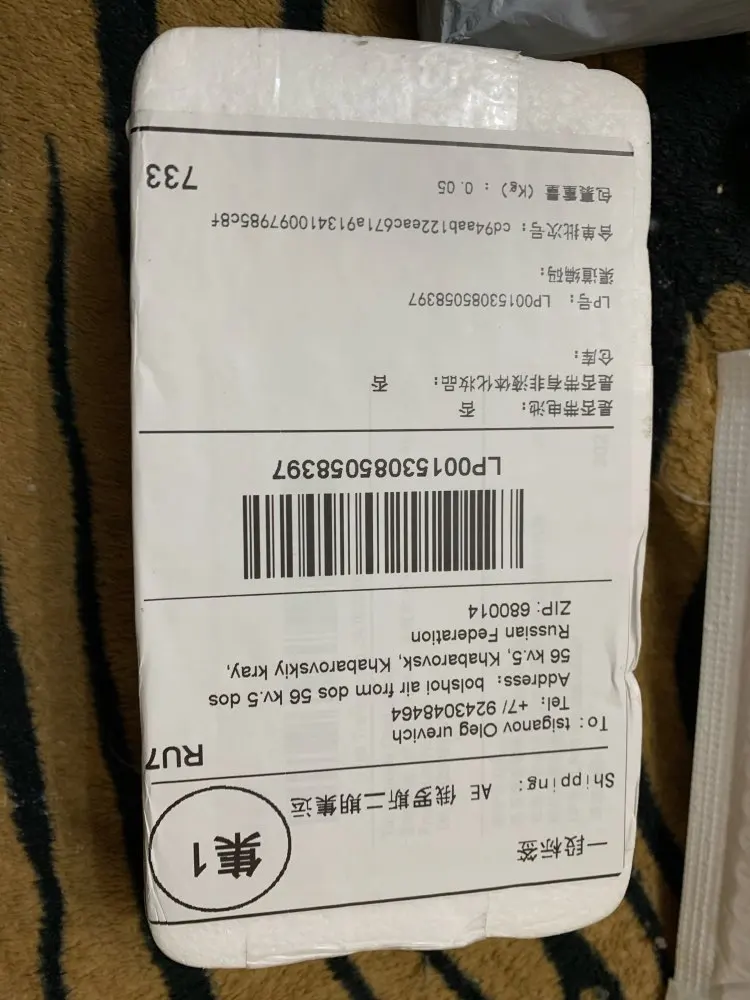 一段标签
集1
Shipping: AE 俄罗斯二期集运
To: tsiganov Oleg urevich
RU7
Tel: +7/ 9243048464
Address: bolshoi air from dos 56 kv.5 dos
56 kv.5, Khabarovsk, Khabarovskiy kray,
Russian Federation
ZIP: 680014
LP00153085058397
是否带电池: 否
是否带有非液体化妆品: 否
仓库:
LP号: LP00153085058397
渠道编码:
合单批次号: cd94aab122eac671a9134100979 85c8f
包裹重量 (Kg) : 0.05
733